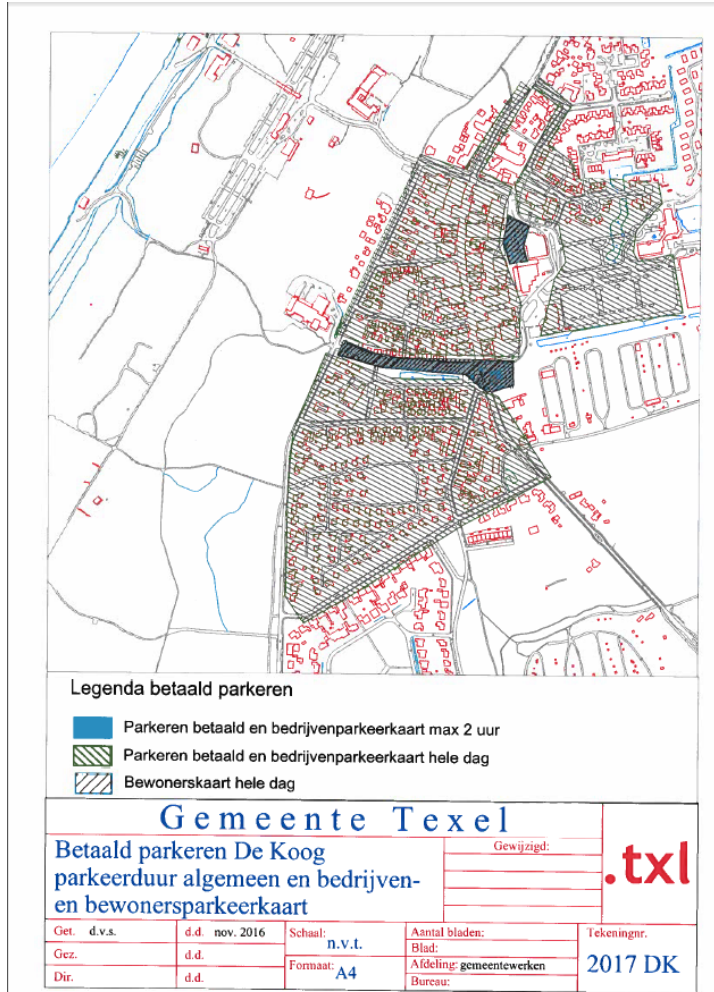 Legenda betaald parkeren
Parkeren betaald en bedrijvenparkeerkaart max 2 uur
Parkeren betaald en bedrijvenparkeerkaart hele dag
Bewonerskaart hele dag
Gemeente Texel
Betaald parkeren De Koog
parkeerduur algemeen en bedrijven-
en bewonersparkeerkaart
Gewijzigd:
.txl
Get. d.v.s. d.d. nov. 2016
Gez. d.d.
Dir. d.d.
Schaal: n.v.t.
Formaat: A4
Aantal bladen:
Blad:
Afdeling: gemeentewerken
Bureau:
Tekeningnr.
2017 DK